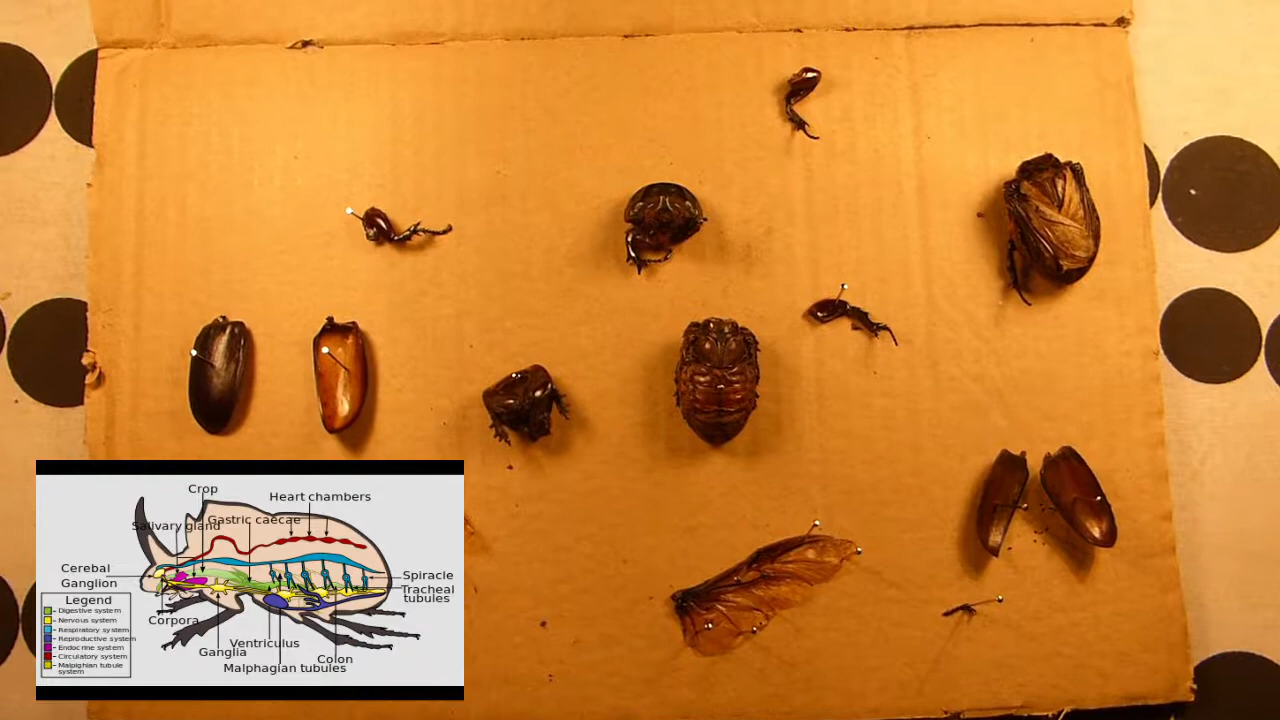 Crop
Heart chambers
Salivary gland
Gastric caecae
Cerebal
Ganglion
Spiracle
Tracheal
tubules
Legend
Digestive system
Nervous system
Respiratory system
Reproductive system
Endocrine system
Circulatory system
Malpighian tubule
system
Corpora
Ventriculus
Ganglia
Colon
Malphagian tubules